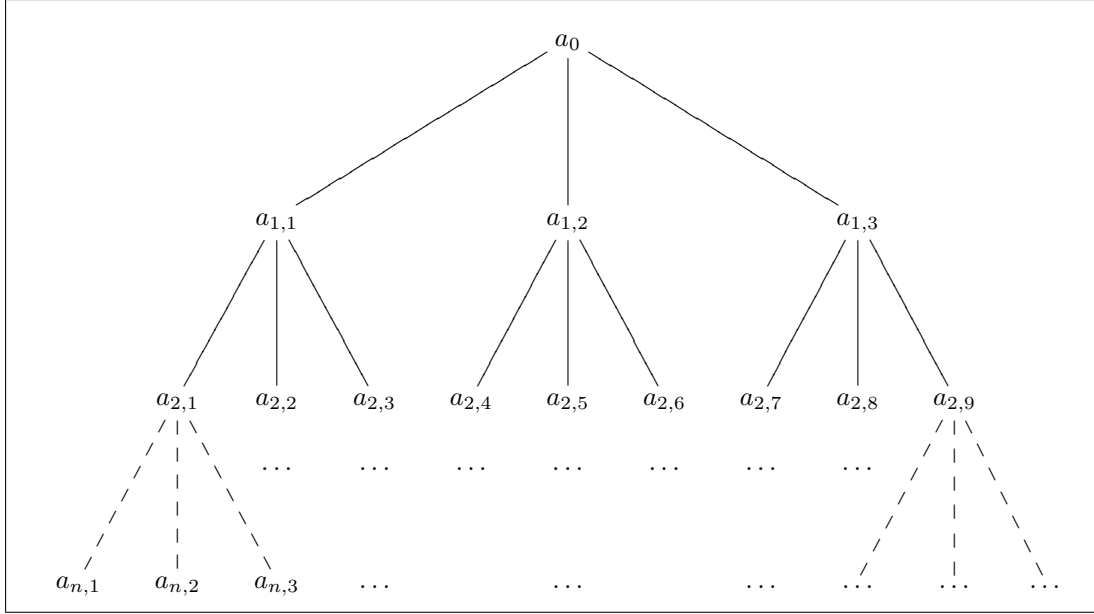 a_0
a_{1,1} a_{1,2} a_{1,3}
a_{2,1} a_{2,2} a_{2,3} a_{2,4} a_{2,5} a_{2,6} a_{2,7} a_{2,8} a_{2,9}
... ... ... ... ... ... ...
a_{n,1} a_{n,2} a_{n,3} ... ... ... ... ... ...